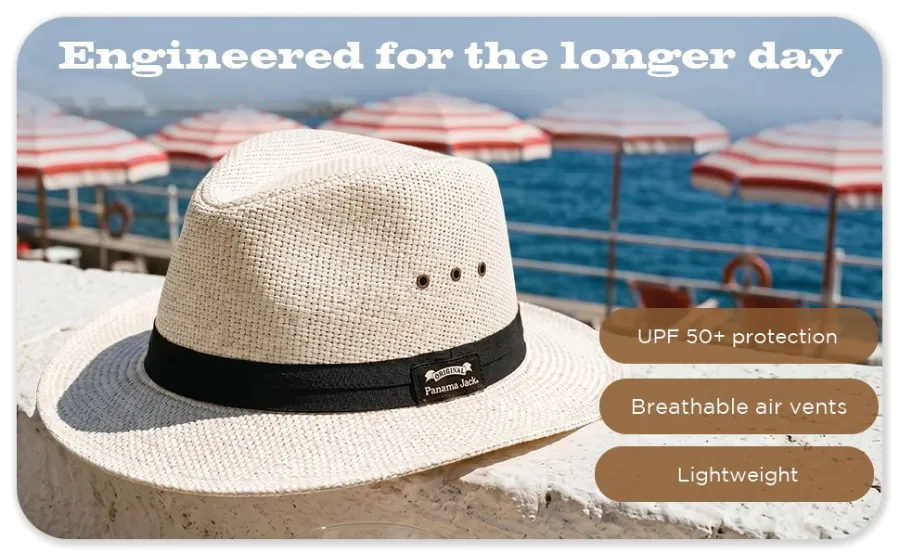 Engineered for the longer day
ORIGINAL
Panama Jack
UPF 50+ protection
Breathable air vents
Lightweight